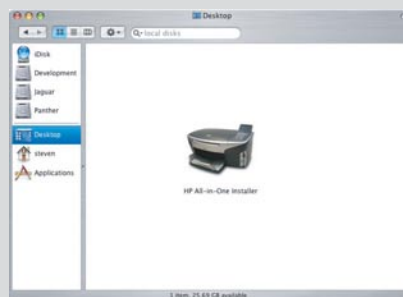 Desktop
local disks
iDisk
Development
Jaguar
Panther
Desktop
steven
Applications
HP All-in-One Installer
1 item, 25.69 GB available